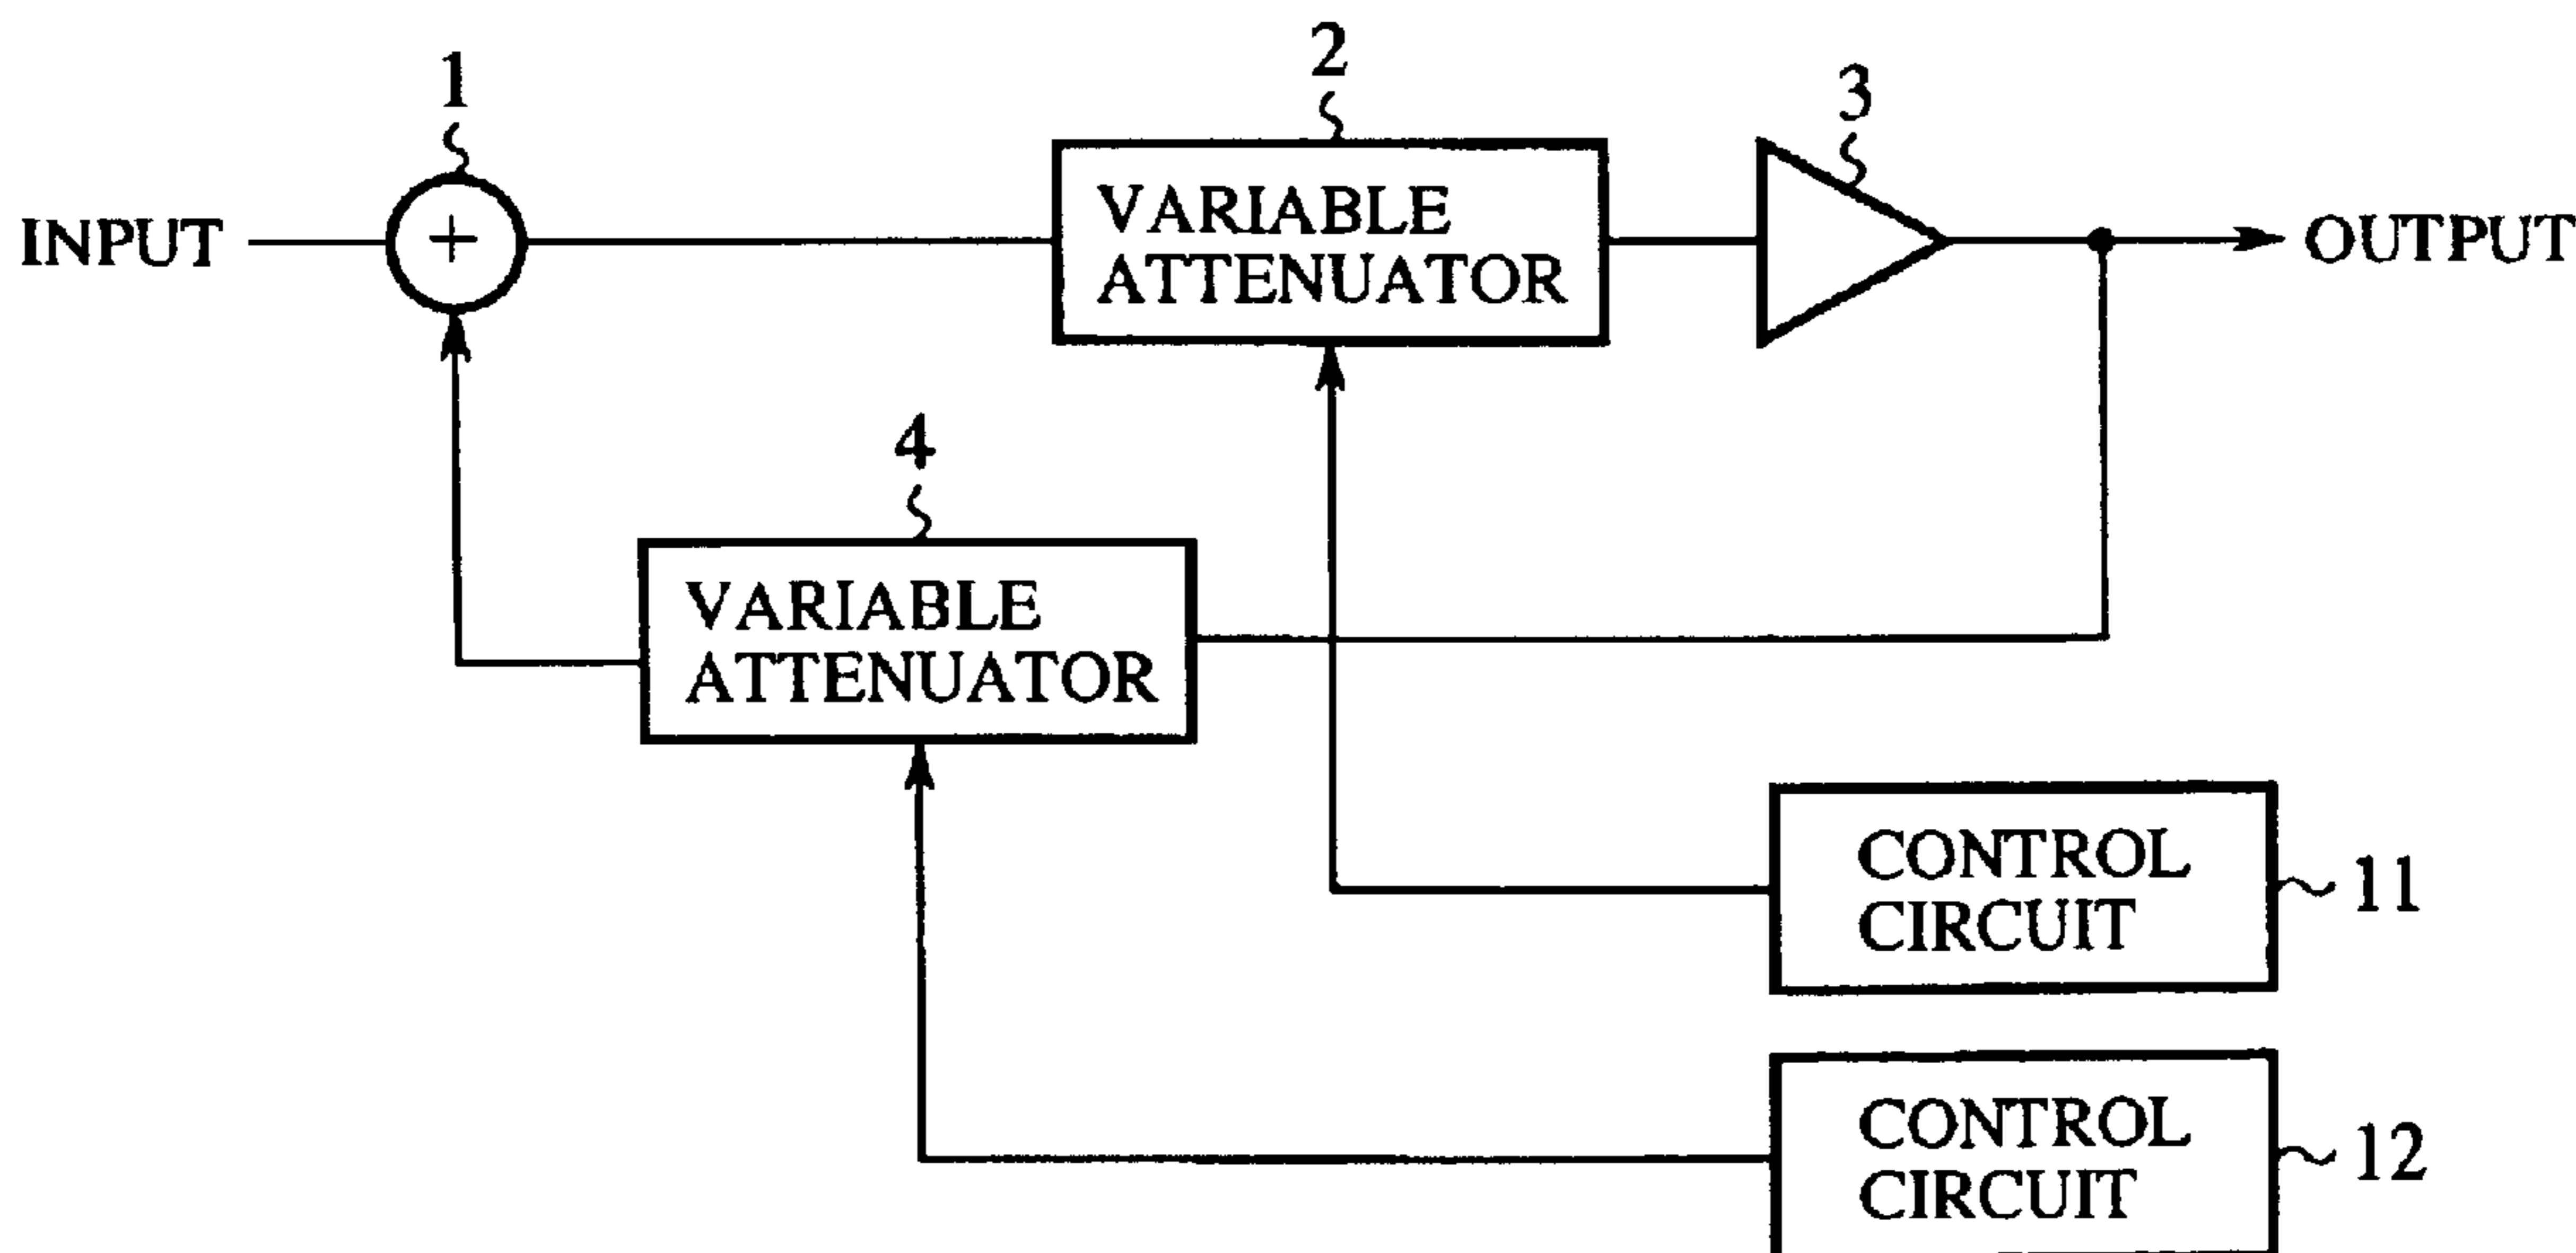 1
2
3
INPUT
+
VARIABLE
ATTENUATOR
OUTPUT
4
VARIABLE
ATTENUATOR
CONTROL
CIRCUIT
11
CONTROL
CIRCUIT
12